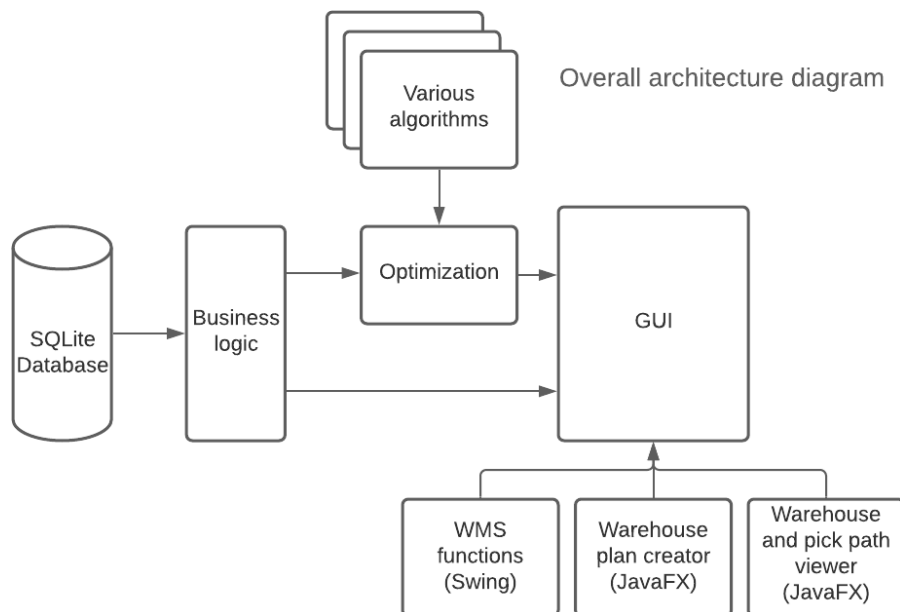 Overall architecture diagram
Various
algorithms
Optimization
GUI
Business
logic
SQLite
Database
WMS
functions
(Swing)
Warehouse
plan creator
(JavaFX)
Warehouse
and pick path
viewer
(JavaFX)